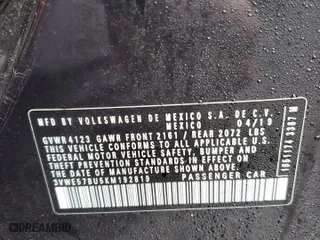 MFD BY VOLKSWAGEN DE MEXICO S.A. DE C.V.
MEXICO 04/19
GVWR 4123 GAWR FRONT 2161 / REAR 2072 LBS
THIS VEHICLE CONFORMS TO ALL APPLICABLE
FEDERAL MOTOR VEHICLE SAFETY, BUMPER AND
THEFT PREVENTION STANDARDS IN EFFECT ON THE
DATE OF MANUFACTURE SHOWN ABOVE
3VWE57BU5KM192819 PASSENGER CAR